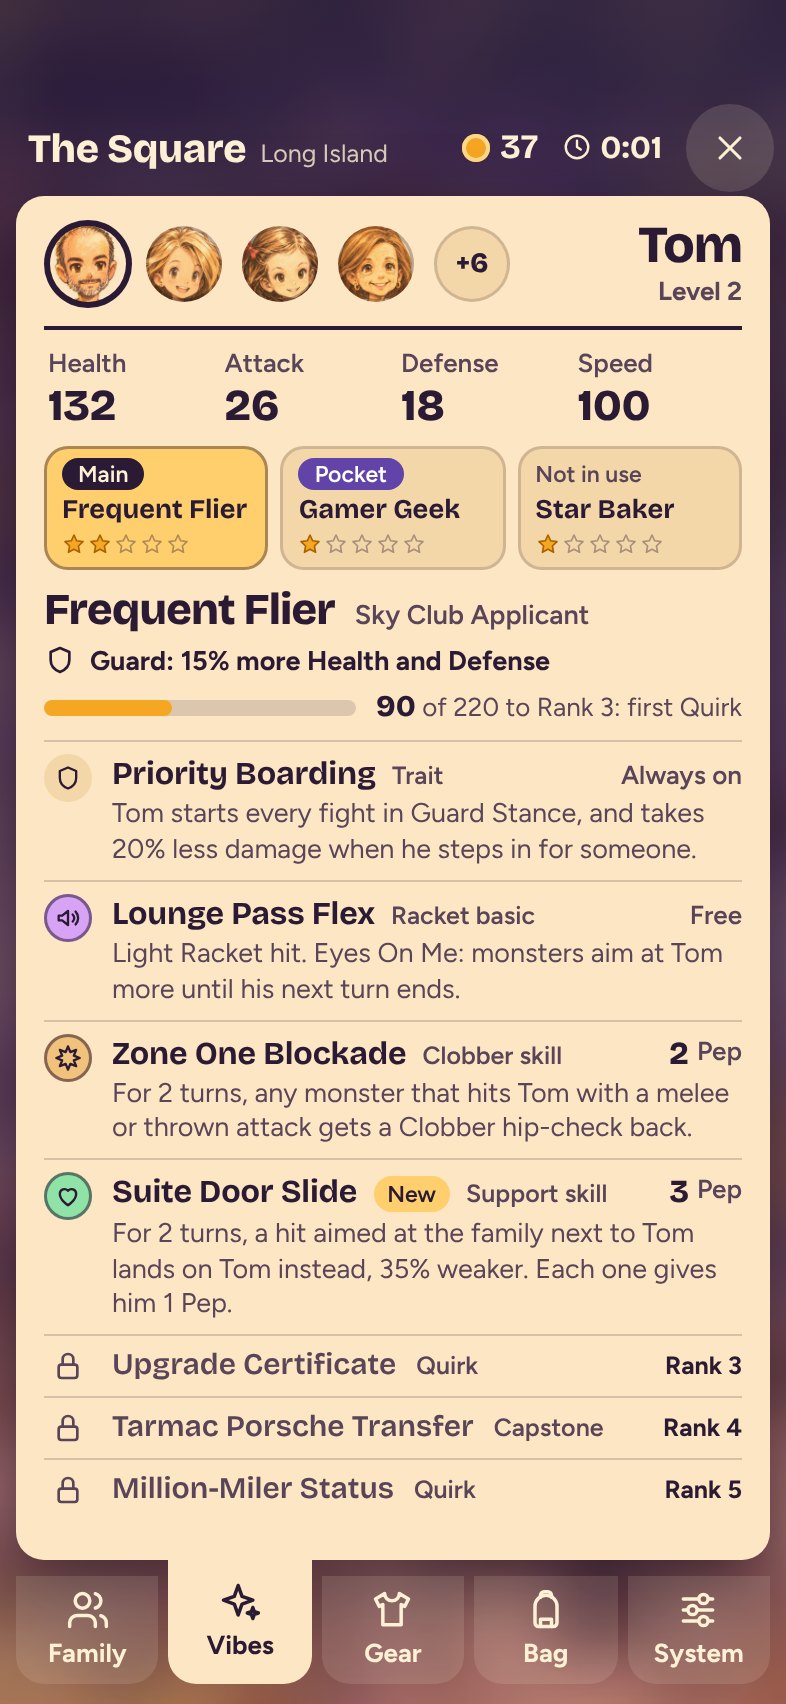 The Square Long Island 37 0:01
+6 Tom
Level 2
Health Attack Defense Speed
132 26 18 100
Main Pocket Not in use
Frequent Flier Gamer Geek Star Baker
Frequent Flier Sky Club Applicant
Guard: 15% more Health and Defense
90 of 220 to Rank 3: first Quirk
Priority Boarding Trait Always on
Tom starts every fight in Guard Stance, and takes
20% less damage when he steps in for someone.
Lounge Pass Flex Racket basic Free
Light Racket hit. Eyes On Me: monsters aim at Tom
more until his next turn ends.
Zone One Blockade Clobber skill 2 Pep
For 2 turns, any monster that hits Tom with a melee
or thrown attack gets a Clobber hip-check back.
Suite Door Slide New Support skill 3 Pep
For 2 turns, a hit aimed at the family next to Tom
lands on Tom instead, 35% weaker. Each one gives
him 1 Pep.
Upgrade Certificate Quirk Rank 3
Tarmac Porsche Transfer Capstone Rank 4
Million-Miler Status Quirk Rank 5
Family Vibes Gear Bag System